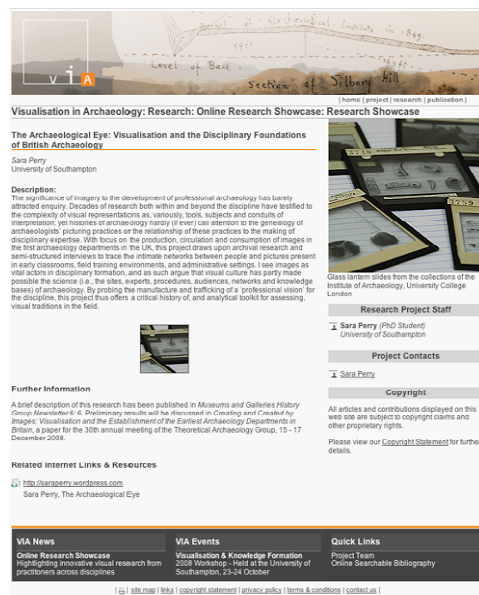 Section of Archaeological Institute in 1849.
Level of Base.
Section of Silbury Hill
v i A
| home | project | research | publication |
Visualisation in Archaeology: Research: Online Research Showcase: Research Showcase
The Archaeological Eye: Visualisation and the Disciplinary Foundations
of British Archaeology
Sara Perry
University of Southampton
Description:
The significance of imagery to the development of professional archaeology has barely
attracted enquiry. Decades of research both within and beyond the discipline have testified to
the complexity of visual representations as, variously, tools, subjects and conduits of
interpretation; yet histories of archaeology hardly (if ever) call attention to the genealogy of
archaeologists' picturing practices or the relationship of these practices to the making of
disciplinary expertise. With focus on the production, circulation and consumption of images in
the first archaeology departments in the UK, this project draws upon archival research and
semi-structured interviews to trace the intimate networks between people and pictures present
in early classrooms, field training environments, and administrative settings. I see images as
vital actors in disciplinary formation, and as such argue that visual culture has partly made
possible the science (i.e., the sites, experts, procedures, audiences, networks and knowledge
bases) of archaeology. By probing the manufacture and trafficking of a 'professional vision' for
the discipline, this project thus offers a critical history of, and analytical toolkit for assessing,
visual traditions in the field.
Further Information
A brief description of this research has been published in Museums and Galleries History
Group Newsletter 6: 6. Preliminary results will be discussed in Creating and Created by
Images: Visualisation and the Establishment of the Earliest Archaeology Departments in
Britain, a paper for the 30th annual meeting of the Theoretical Archaeology Group, 15 - 17
December 2008.
Related Internet Links & Resources
http://saraperry.wordpress.com
Sara Perry, The Archaeological Eye
Glass lantern slides from the collections of the
Institute of Archaeology, University College
London
Research Project Staff
Sara Perry (PhD Student)
University of Southampton
Project Contacts
Sara Perry
Copyright
All articles and contributions displayed on this
web site are subject to copyright claims and
other proprietary rights.
Please view our Copyright Statement for furthe
details.
VIA News
Online Research Showcase
Hightlighting innovative visual research from
practitoners across disciplines
VIA Events
Visualisation & Knowledge Formation
2008 Workshop - Held at the University of
Southampton, 23-24 October
Quick Links
Project Team
Online Searchable Bibliography
| site map | links | copyright statement | privacy policy | terms & conditions | contact us |